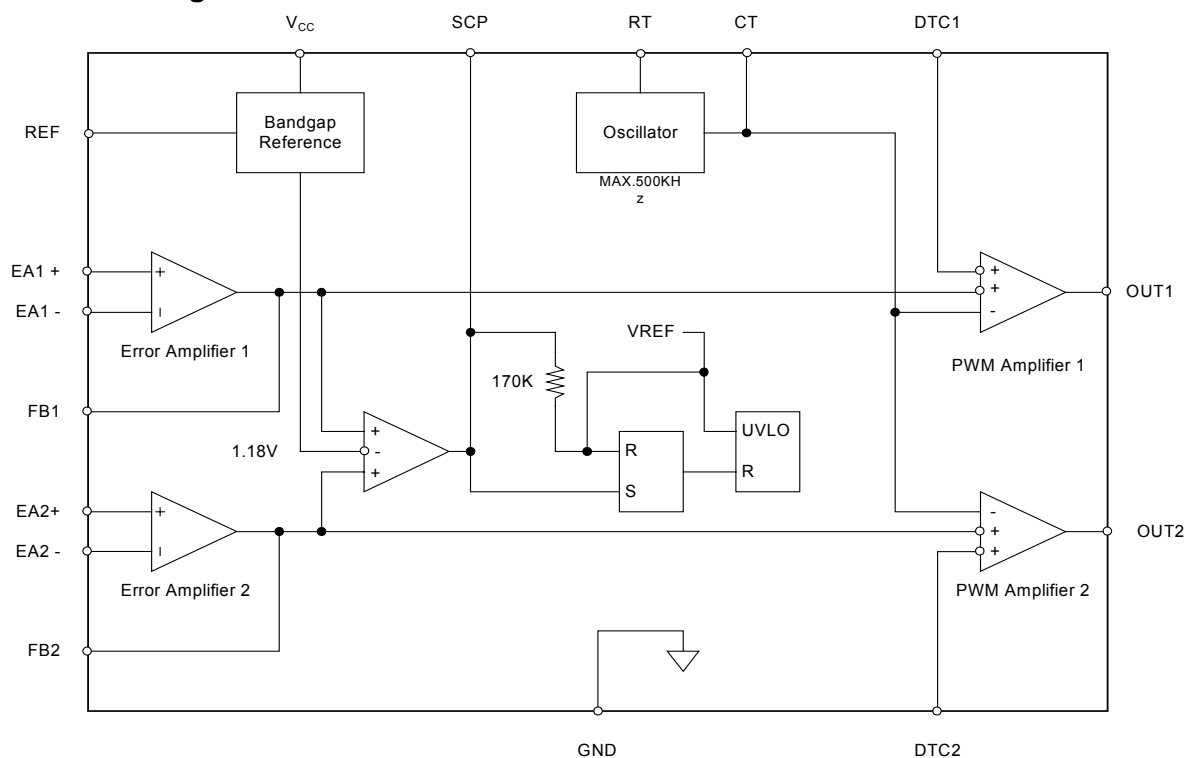 V_CC SCP RT CT DTC1
Bandgap
Reference
Oscillator
REF
MAX.500KH
z
EA1 +
+
+
+
OUT1
EA1 -
-
-
Error Amplifier 1
VREF
PWM Amplifier 1
170K
FB1
+
UVLO
1.18V
-
R
+
R
S
EA2+
+
-
+
OUT2
EA2 -
-
+
Error Amplifier 2
PWM Amplifier 2
FB2
GND DTC2